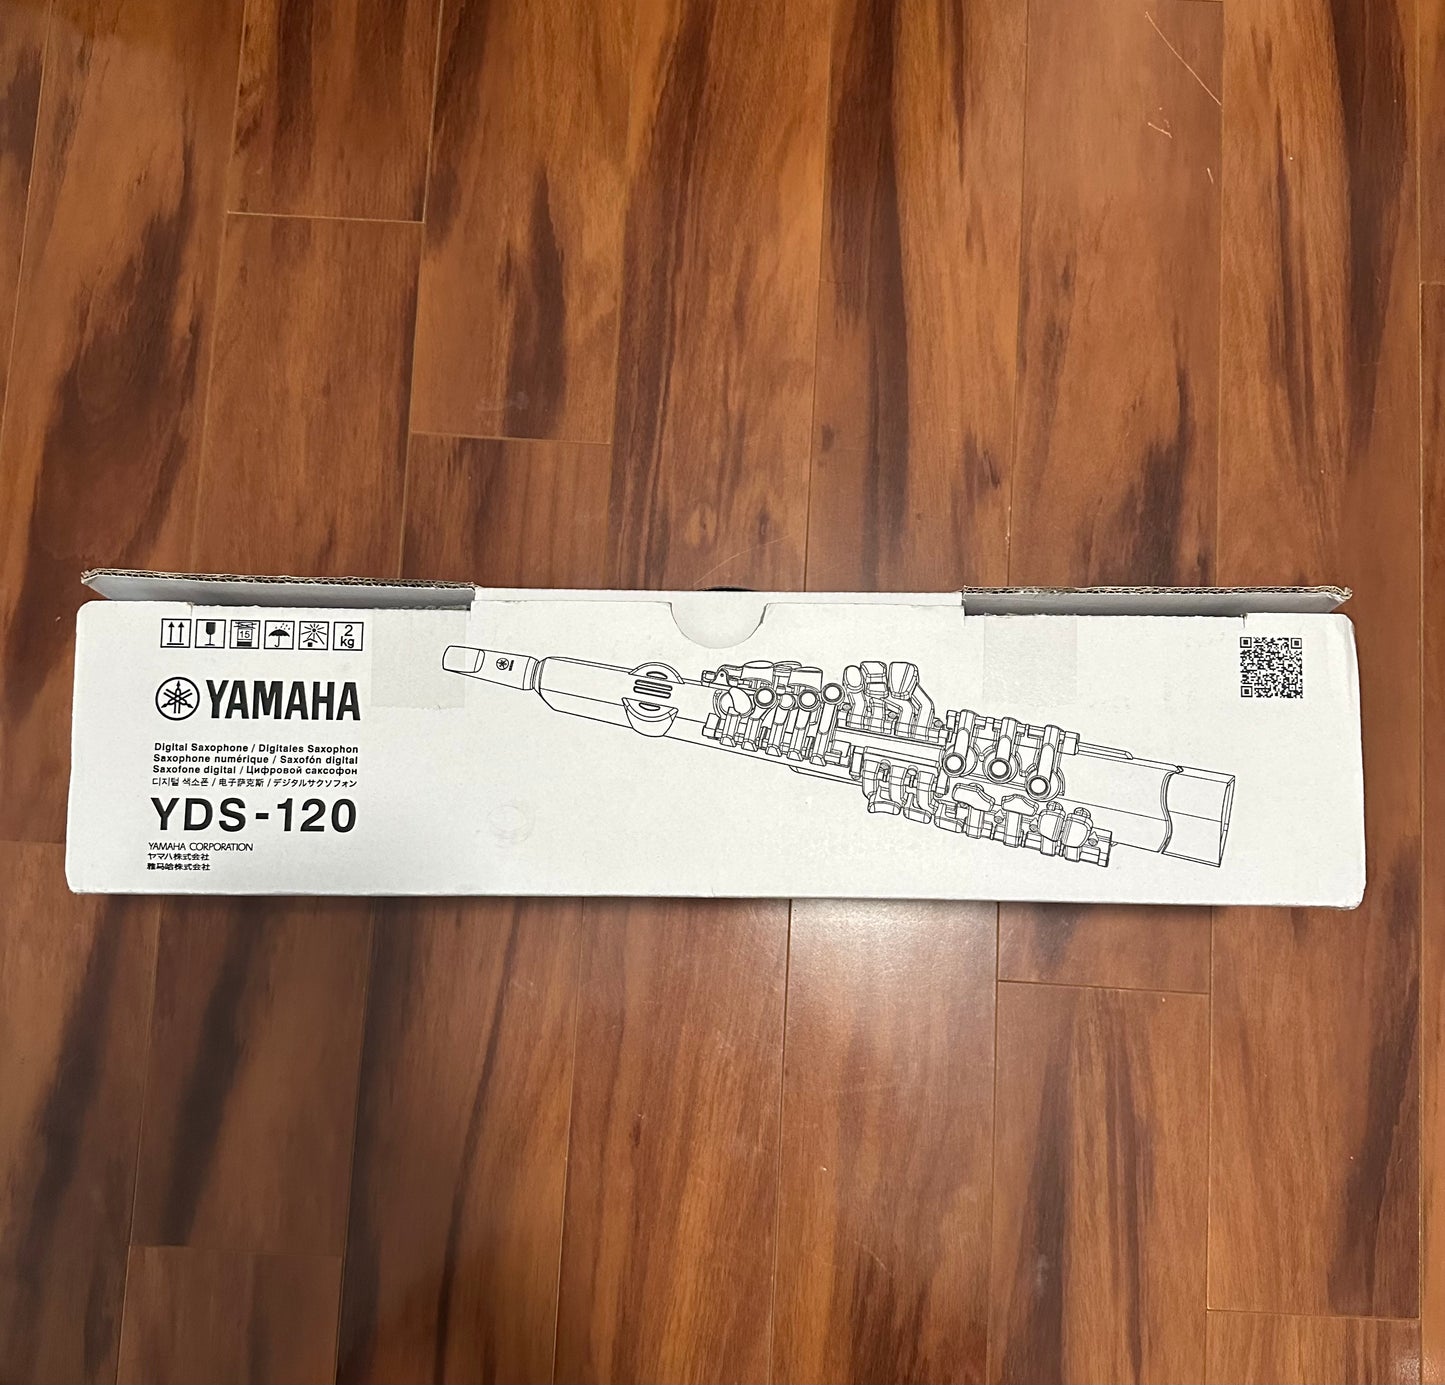 15
2
kg
YAMAHA
Digital Saxophone / Digitales Saxophon
Saxophone numérique / Saxofón digital
Saxofone digital / Цифровой саксофон
디지털 색소폰 / 电子萨克斯 / デジタルサクソフォン
YDS-120
YAMAHA CORPORATION
ヤマハ株式会社
雅马哈株式会社